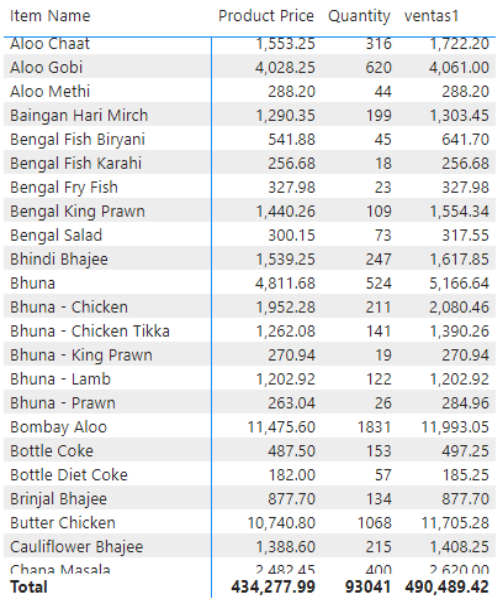 Item Name Product Price Quantity ventas1
Aloo Chaat 1,553.25 316 1,722.20
Aloo Gobi 4,028.25 620 4,061.00
Aloo Methi 288.20 44 288.20
Baingan Hari Mirch 1,290.35 199 1,303.45
Bengal Fish Biryani 541.88 45 641.70
Bengal Fish Karahi 256.68 18 256.68
Bengal Fry Fish 327.98 23 327.98
Bengal King Prawn 1,440.26 109 1,554.34
Bengal Salad 300.15 73 317.55
Bhindi Bhajee 1,539.25 247 1,617.85
Bhuna 4,811.68 524 5,166.64
Bhuna - Chicken 1,952.28 211 2,080.46
Bhuna - Chicken Tikka 1,262.08 141 1,390.26
Bhuna - King Prawn 270.94 19 270.94
Bhuna - Lamb 1,202.92 122 1,202.92
Bhuna - Prawn 263.04 26 284.96
Bombay Aloo 11,475.60 1831 11,993.05
Bottle Coke 487.50 153 497.25
Bottle Diet Coke 182.00 57 185.25
Brinjal Bhajee 877.70 134 877.70
Butter Chicken 10,740.80 1068 11,705.28
Cauliflower Bhajee 1,388.60 215 1,408.25
Chana Masala 2,482.45 400 2,620.00
Total 434,277.99 93041 490,489.42